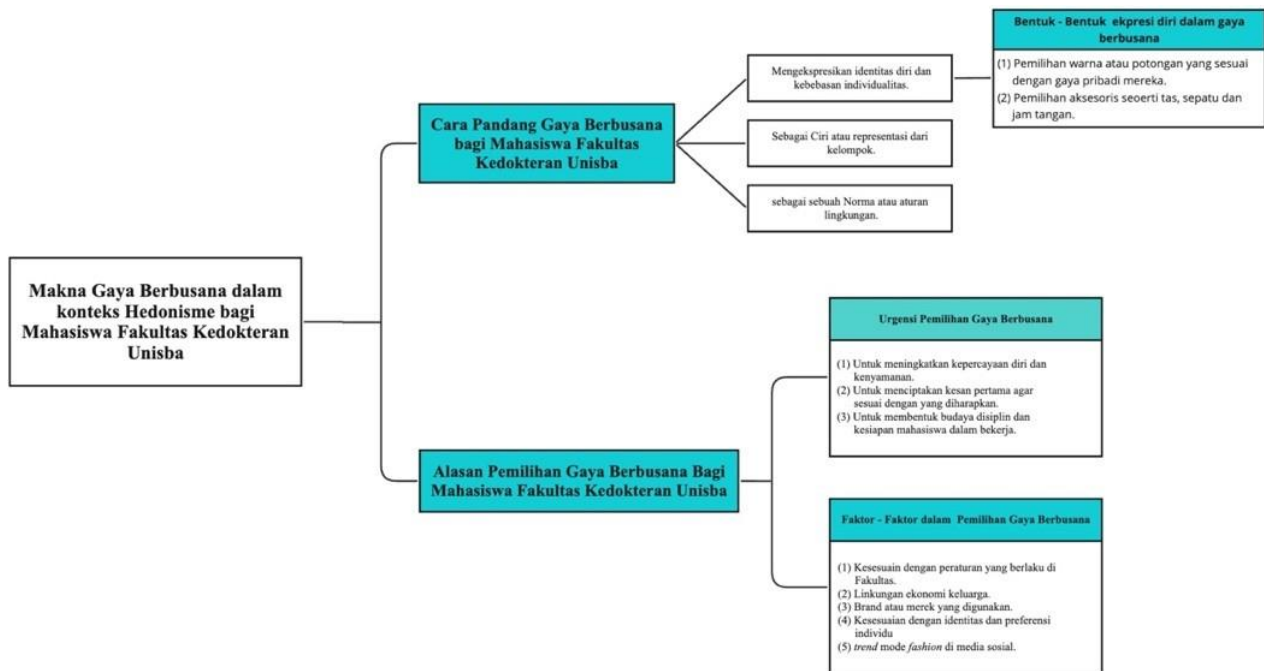 Makna Gaya Berbusana dalam
konteks Hedonisme bagi
Mahasiswa Fakultas Kedokteran
Unisba
Cara Pandang Gaya Berbusana
bagi Mahasiswa Fakultas
Kedokteran Unisba
Mengekspresikan identitas diri dan
kebebasan individualitas.
Bentuk - Bentuk ekpresi diri dalam gaya
berbusana
(1) Pemilihan warna atau potongan yang sesuai
dengan gaya pribadi mereka.
(2) Pemilihan aksesoris seoerti tas, sepatu dan
jam tangan.
Sebagai Ciri atau representasi dari
kelompok.
sebagai sebuah Norma atau aturan
lingkungan.
Alasan Pemilihan Gaya Berbusana Bagi
Mahasiswa Fakultas Kedokteran Unisba
Urgensi Pemilihan Gaya Berbusana
(1) Untuk meningkatkan kepercayaan diri dan
kenyamanan.
(2) Untuk menciptakan kesan pertama agar
sesuai dengan yang diharapkan.
(3) Untuk membentuk budaya disiplin dan
kesiapan mahasiswa dalam bekerja.
Faktor - Faktor dalam Pemilihan Gaya Berbusana
(1) Kesesuain dengan peraturan yang berlaku di
Fakultas.
(2) Linkungan ekonomi keluarga.
(3) Brand atau merek yang digunakan.
(4) Kesesuaian dengan identitas dan preferensi
individu
(5) trend mode fashion di media sosial.